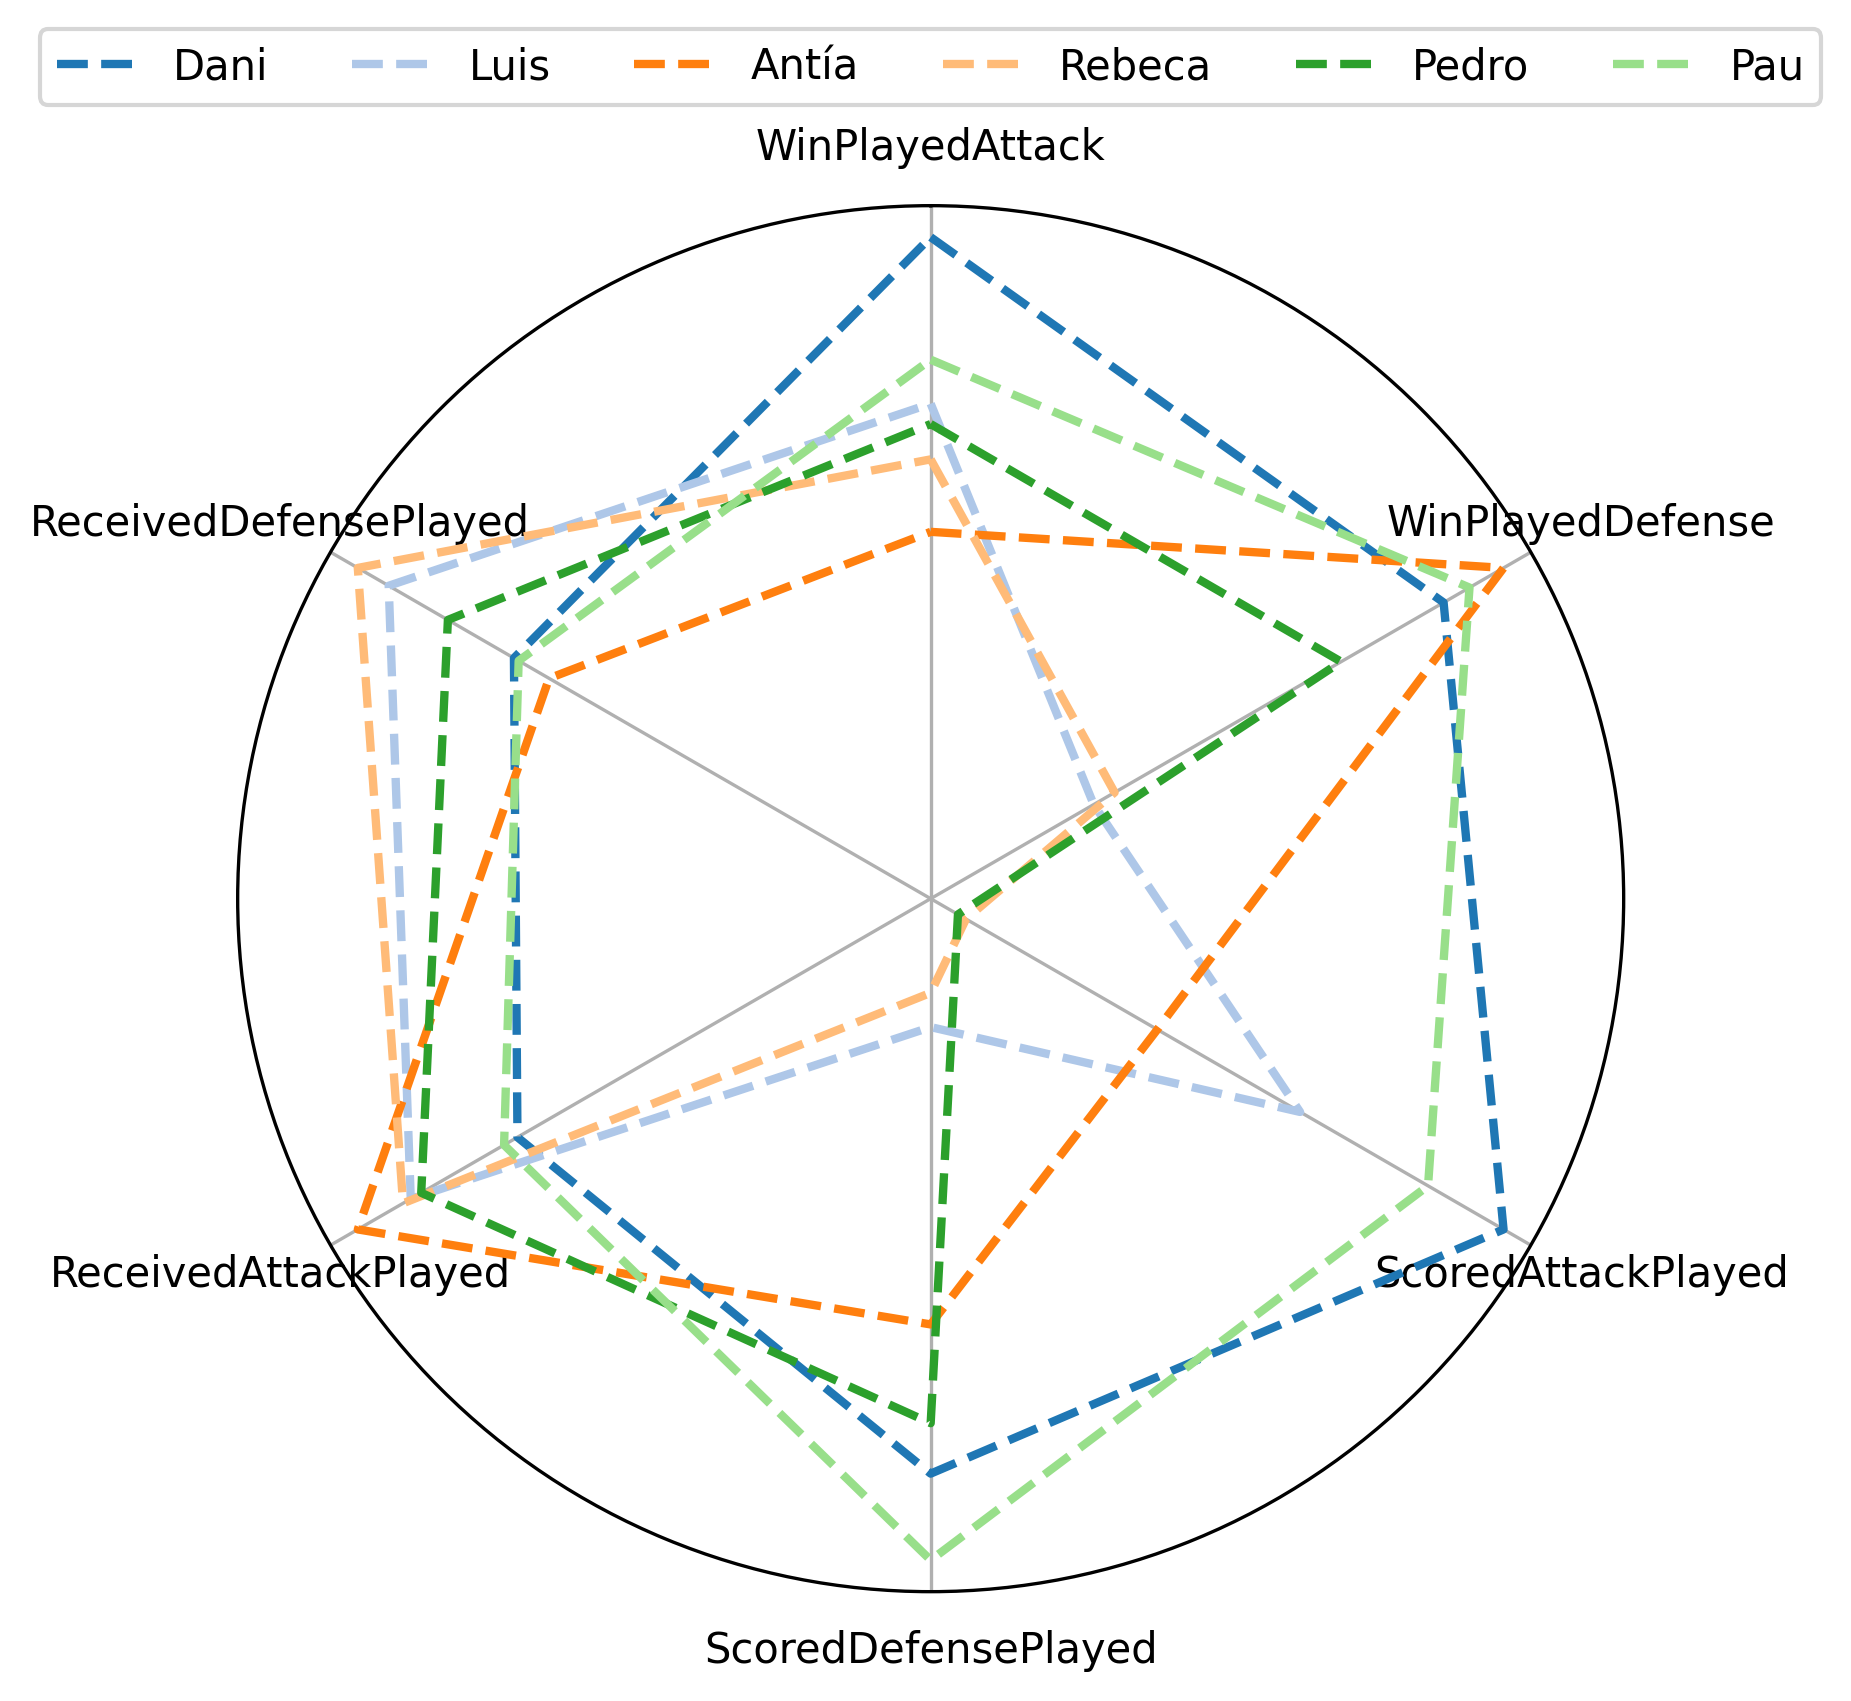 Dani Luis Antía Rebeca Pedro Pau
WinPlayedAttack
ReceivedDefensePlayed WinPlayedDefense
ReceivedAttackPlayed ScoredAttackPlayed
ScoredDefensePlayed